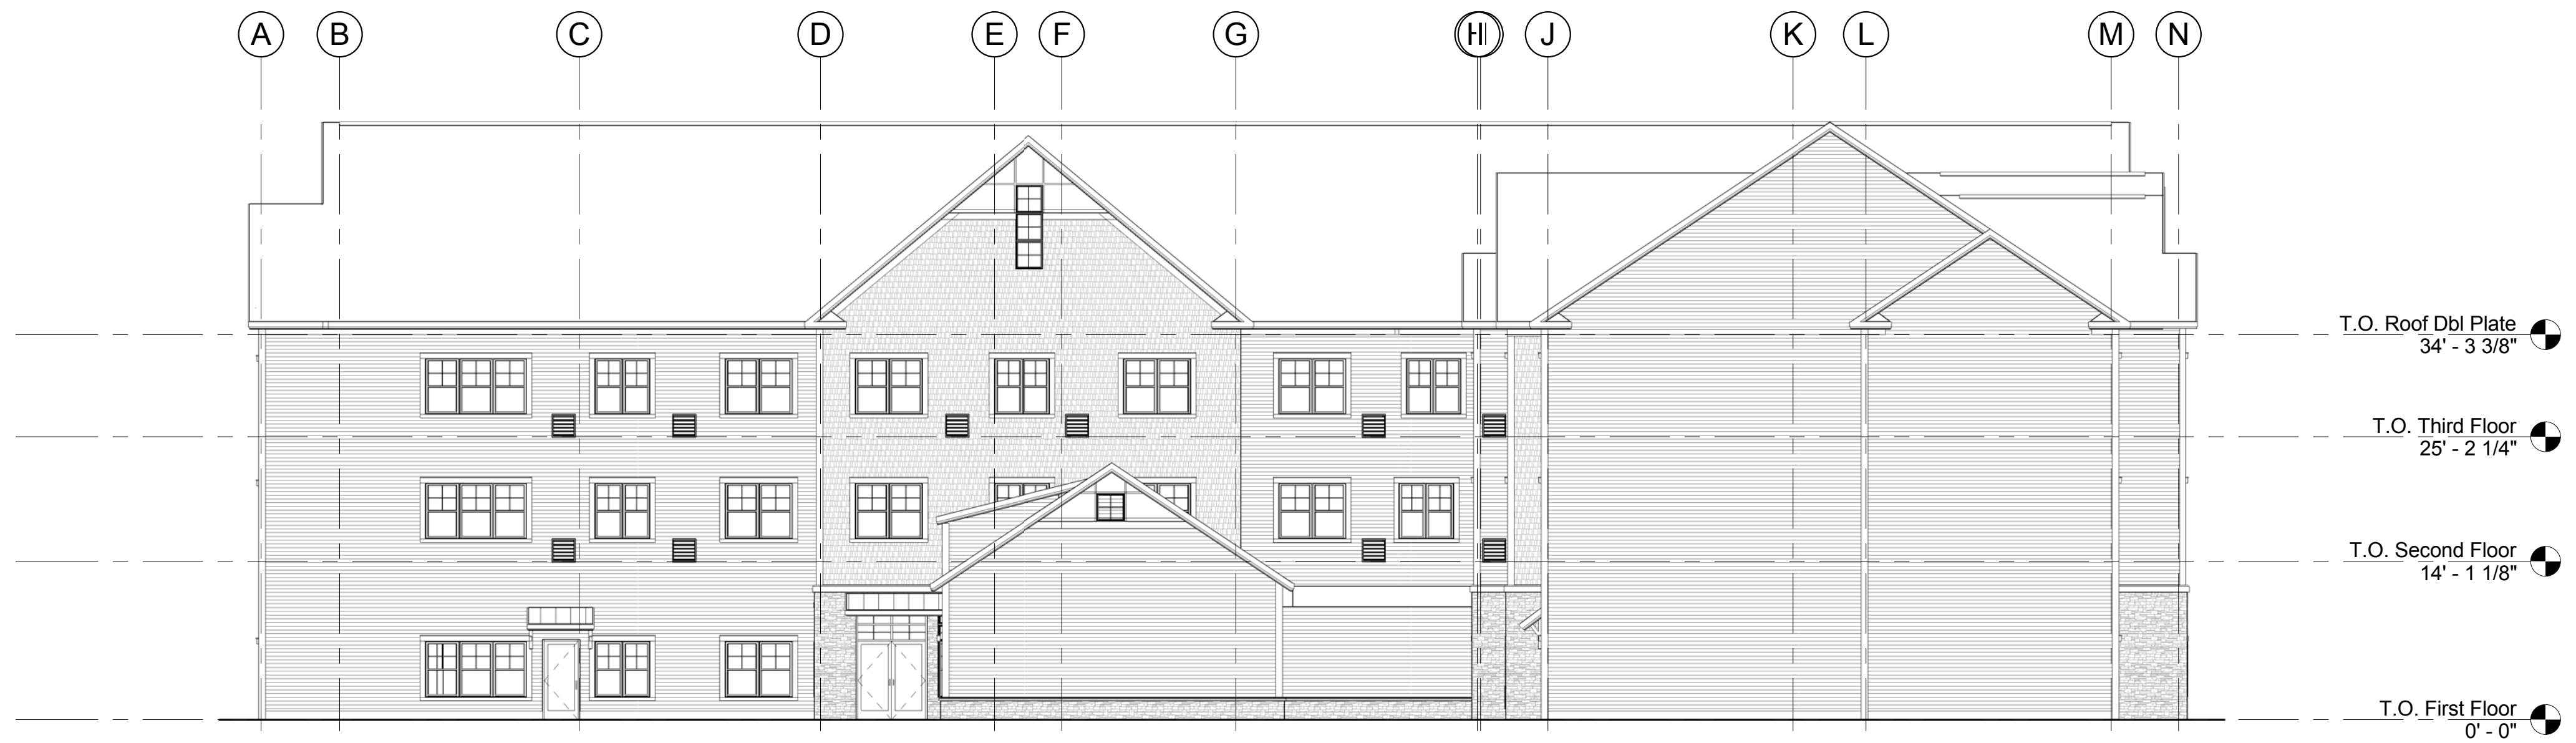 A B C D E F G H I J K L M N
T.O. Roof Dbl Plate
34' - 3 3/8"
T.O. Third Floor
25' - 2 1/4"
T.O. Second Floor
14' - 1 1/8"
T.O. First Floor
0' - 0"